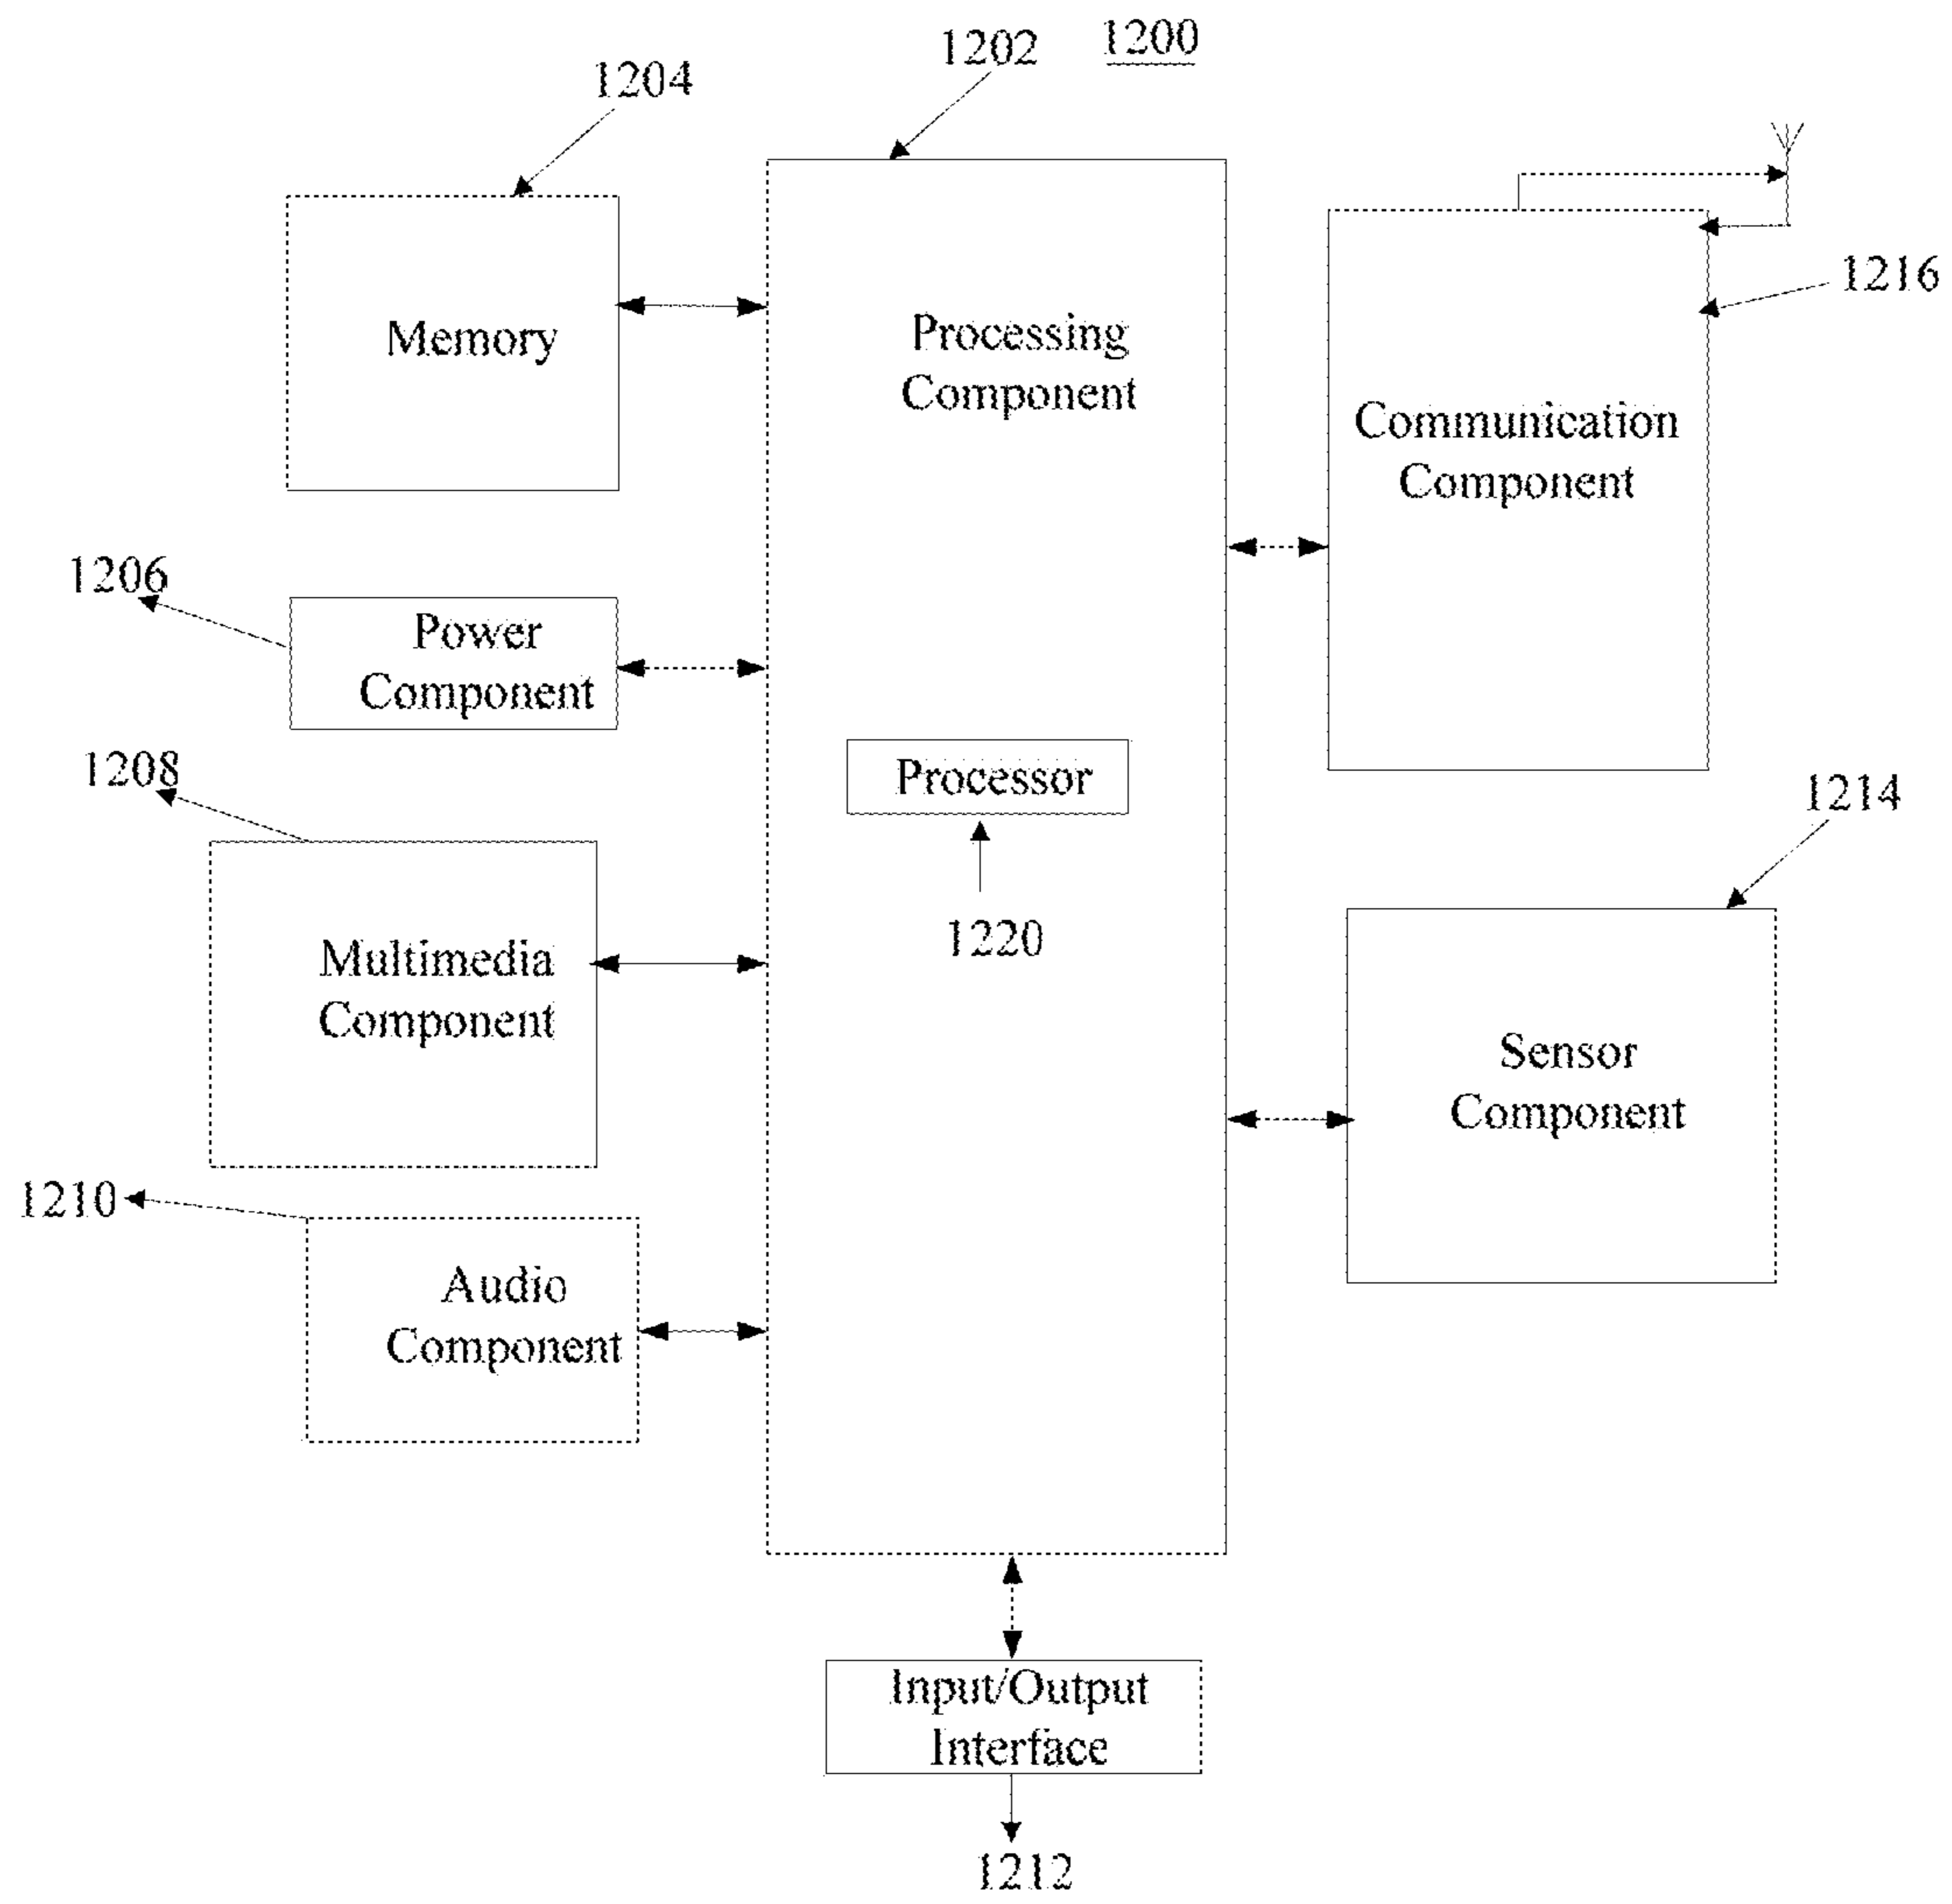 1200
1202
1204
Memory
Processing
Component
1216
Communication
Component
1206
Power
Component
1208
Processor
1220
1214
Multimedia
Component
Sensor
Component
1210
Audio
Component
Input/Output
Interface
1212